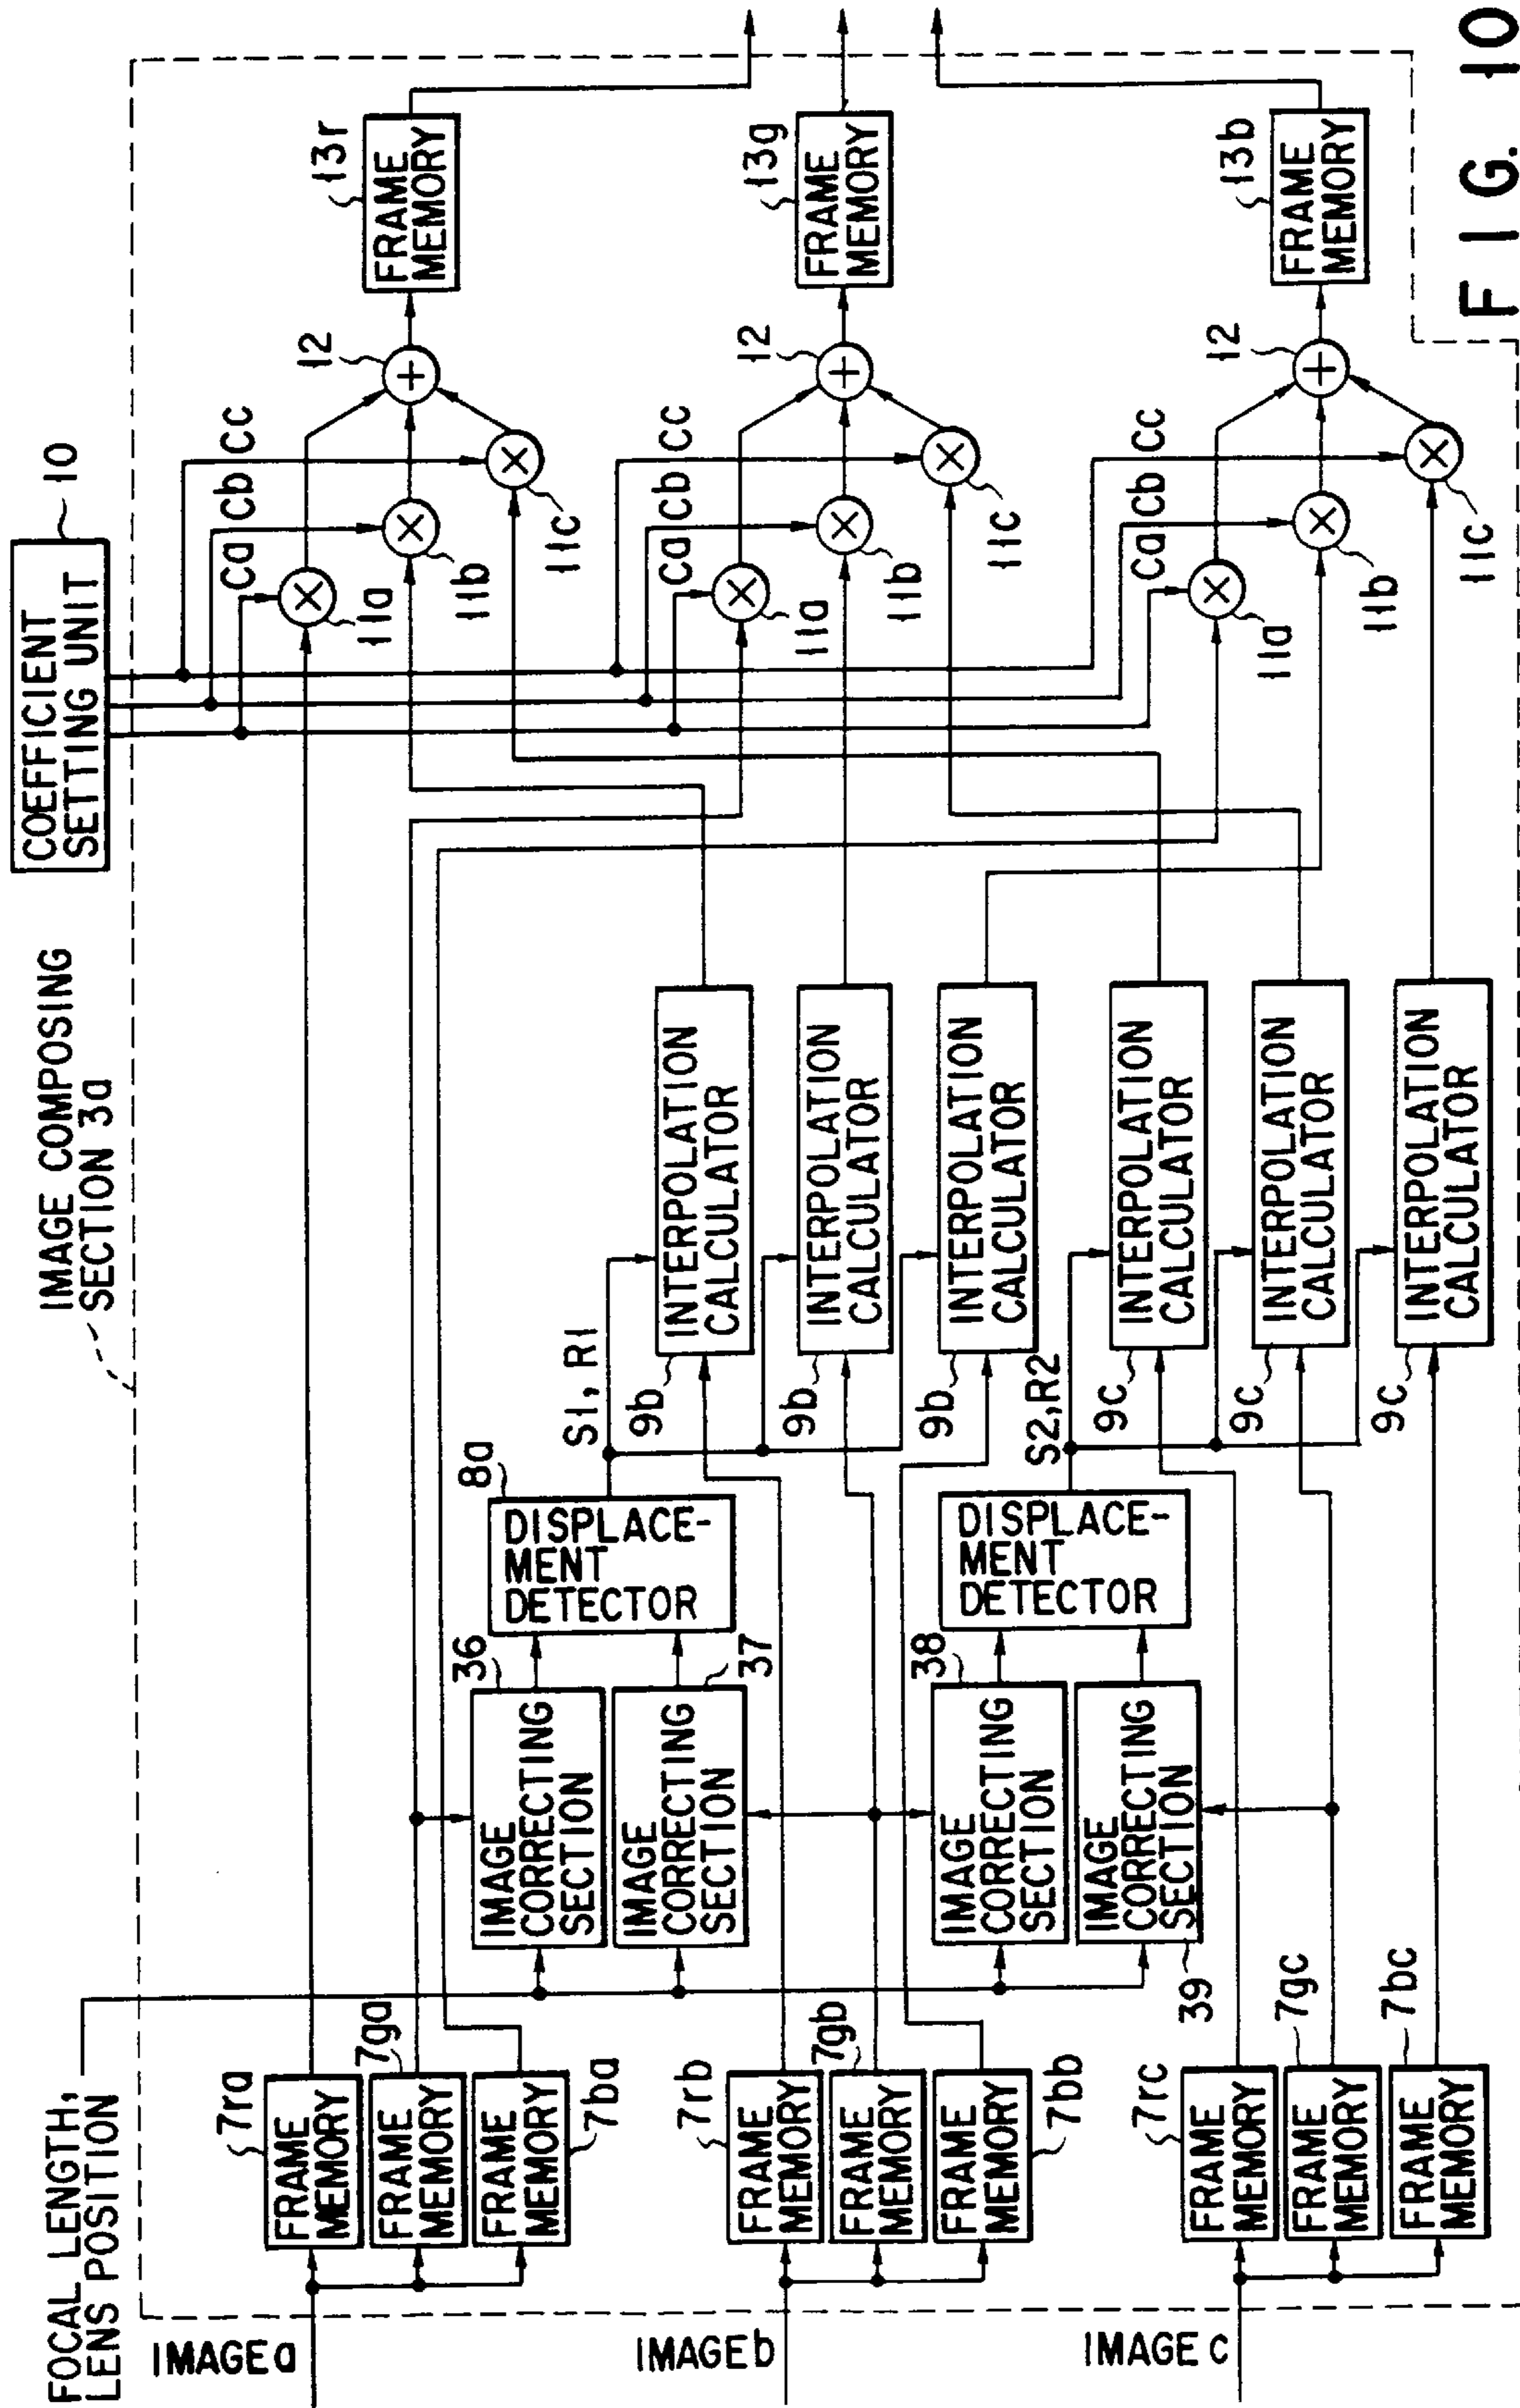 FOCAL LENGTH,
LENS POSITION
IMAGE COMPOSING
SECTION 3a
COEFFICIENT
SETTING UNIT
10
IMAGE a
7ra
FRAME
MEMORY
7ga
FRAME
MEMORY
FRAME
MEMORY
7ba
IMAGE b
7rb
FRAME
MEMORY
7gb
FRAME
MEMORY
FRAME
MEMORY
7bb
IMAGE c
7rc
FRAME
MEMORY
7gc
FRAME
MEMORY
7bc
FRAME
MEMORY
36
IMAGE
CORRECTING
SECTION
37
IMAGE
CORRECTING
SECTION
38
IMAGE
CORRECTING
SECTION
39
IMAGE
CORRECTING
SECTION
8a
DISPLACE-
MENT
DETECTOR
DISPLACE-
MENT
DETECTOR
S1, R1
9b
INTERPOLATION
CALCULATOR
9b
INTERPOLATION
CALCULATOR
9b
INTERPOLATION
CALCULATOR
S2,R2
9c
INTERPOLATION
CALCULATOR
9c
INTERPOLATION
CALCULATOR
9c
INTERPOLATION
CALCULATOR
Ca
Cb
Cc
×
11a
×
11b
×
11c
12
+
13r
FRAME
MEMORY
Ca
Cb
Cc
×
11a
×
11b
×
11c
12
+
13g
FRAME
MEMORY
Ca
Cb
Cc
×
11a
×
11b
×
11c
12
+
13b
FRAME
MEMORY
FIG. 10